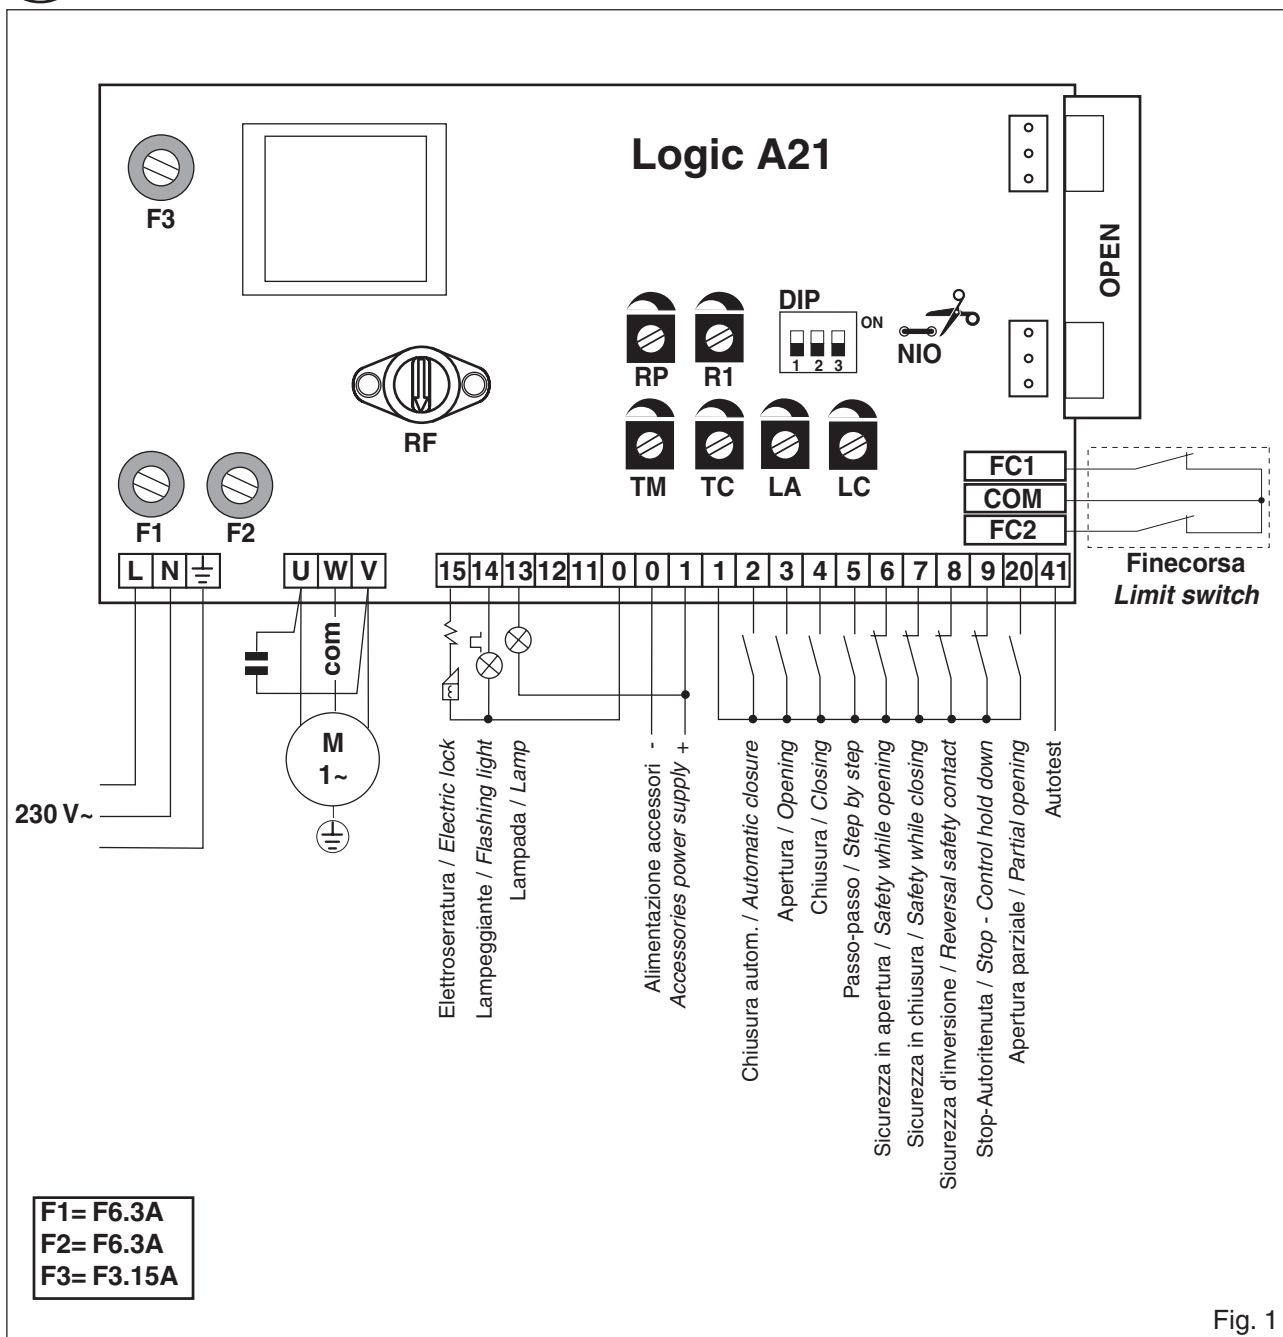 Logic A21
F3
OPEN
DIP
ON
1 2 3
NIO
RP
R1
RF
TM
TC
LA
LC
F1
F2
FC1
COM
FC2
L N
U W V
15 14 13 12 11 0 0 1 1 2 3 4 5 6 7 8 9 20 41
Finecorsa
Limit switch
com
M
1~
230 V~
Elettroserratura / Electric lock
Lampeggiante / Flashing light
Lampada / Lamp
Alimentazione accessori -
Accessories power supply +
Chiusura autom. / Automatic closure
Apertura / Opening
Chiusura / Closing
Passo-passo / Step by step
Sicurezza in apertura / Safety while opening
Sicurezza in chiusura / Safety while closing
Sicurezza d'inversione / Reversal safety contact
Stop-Autoritenuta / Stop - Control hold down
Apertura parziale / Partial opening
Autotest
F1= F6.3A
F2= F6.3A
F3= F3.15A
Fig. 1